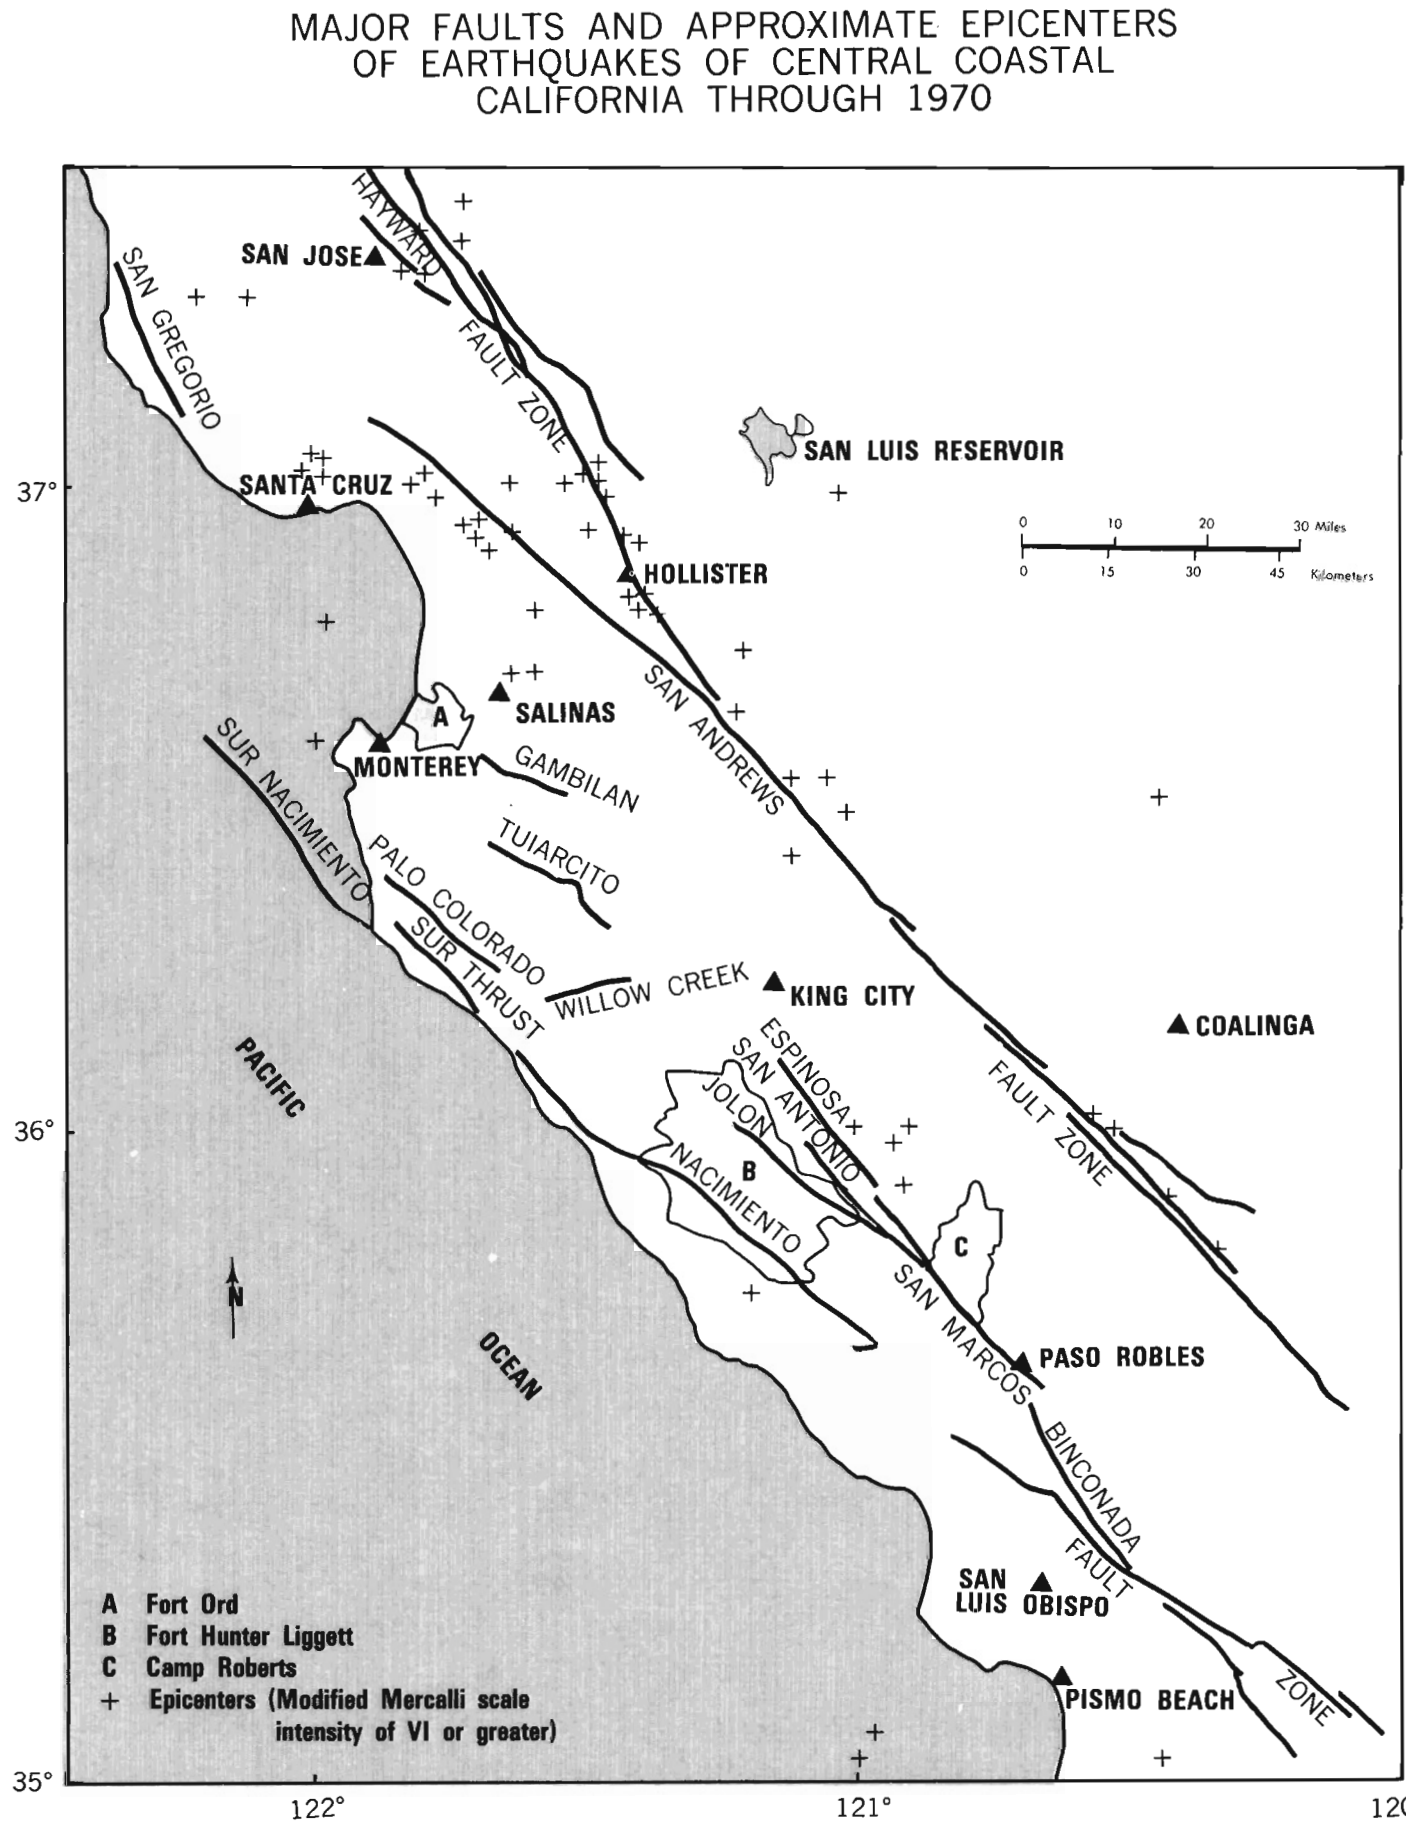 MAJOR FAULTS AND APPROXIMATE EPICENTERS
OF EARTHQUAKES OF CENTRAL COASTAL
CALIFORNIA THROUGH 1970
HAYWARD
SAN JOSE
SAN GREGORIO
FAULT ZONE
SAN LUIS RESERVOIR
37°
SANTA CRUZ
0 10 20 30 Miles
0 15 30 45 Kilometers
HOLLISTER
SAN ANDREWS
SALINAS
A
MONTEREY
GAMBILAN
SUR NACIMIENTO
TUIARCITO
PALO COLORADO
SUR THRUST
WILLOW CREEK
KING CITY
COALINGA
PACIFIC
ESPINOSA
SAN ANTONIO
JOLON
FAULT ZONE
36°
B
NACIMIENTO
C
N
SAN MARCOS
OCEAN
PASO ROBLES
BINCONADA
FAULT
SAN
LUIS OBISPO
A Fort Ord
B Fort Hunter Liggett
C Camp Roberts
+ Epicenters (Modified Mercalli scale
intensity of VI or greater)
ZONE
PISMO BEACH
35°
122° 121° 120